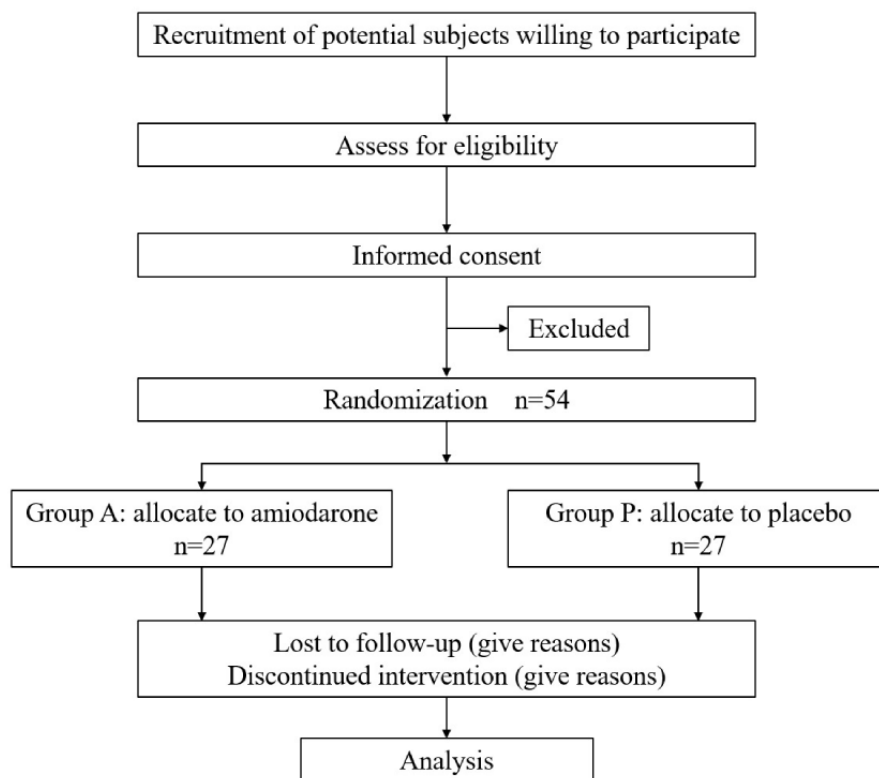 Recruitment of potential subjects willing to participate
Assess for eligibility
Informed consent
Excluded
Randomization n=54
Group A: allocate to amiodarone
n=27
Group P: allocate to placebo
n=27
Lost to follow-up (give reasons)
Discontinued intervention (give reasons)
Analysis